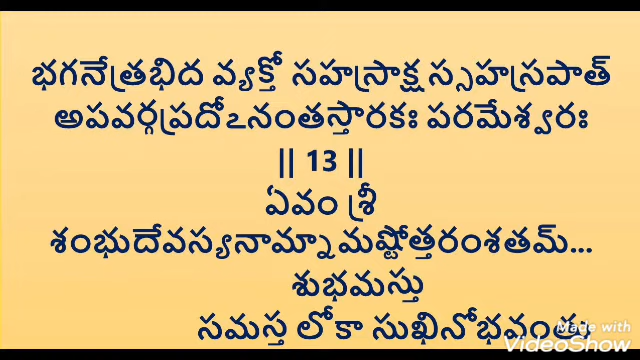 భగనేత్రభిద వ్యక్తో సహస్రాక్ష స్సహస్రపాత్
అపవర్గప్రదోఽనంతస్తారకః పరమేశ్వరః
|| 13 ||
ఏవం శ్రీ
శంభుదేవస్యనామ్నా మష్టోత్తరంశతమ్...
శుభమస్తు
సమస్త లోకా సుఖినోభవంతు
Made with
VideoShow